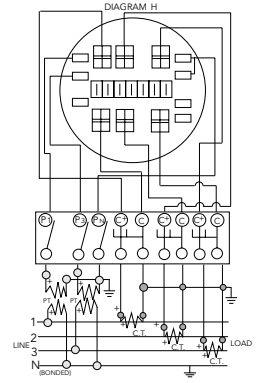 DIAGRAM H
P1 P3 PN C+ C C+ C C+ C
+ +
PT PT
+ +
1
+ C.T.
2
+ C.T.
LINE LOAD
3
+ C.T.
N
(BONDED)